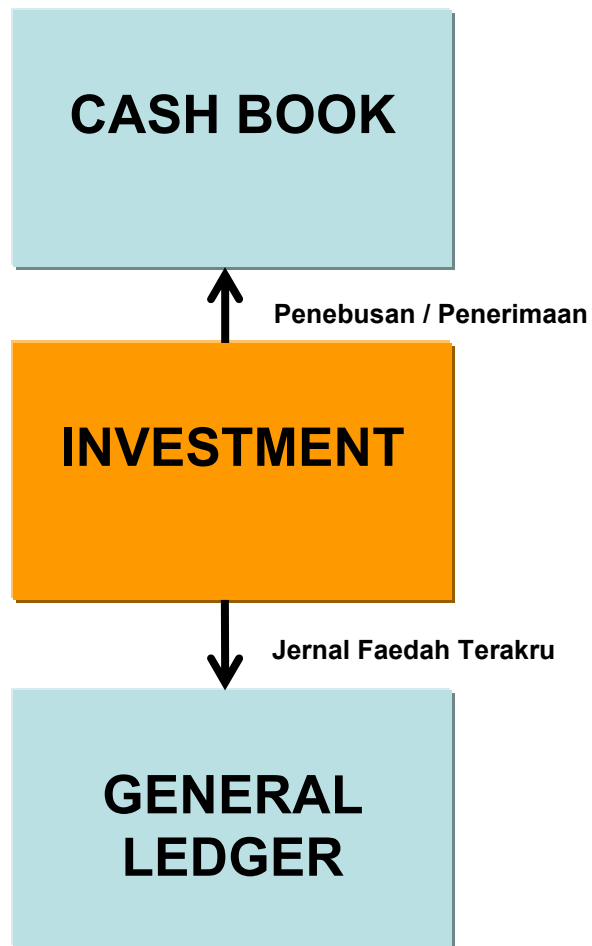 CASH BOOK
Penebusan / Penerimaan
INVESTMENT
Jernal Faedah Terakru
GENERAL
LEDGER